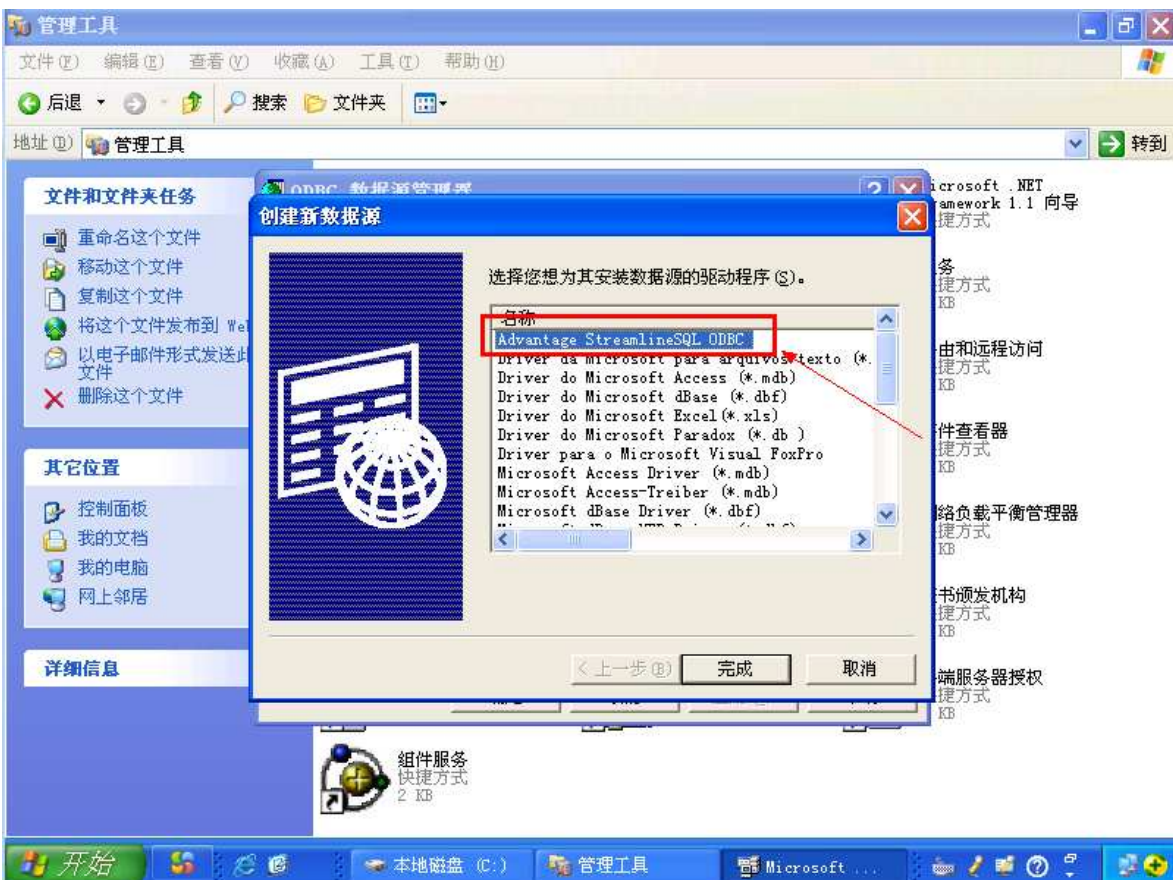 管理工具
文件(F) 编辑(E) 查看(V) 收藏(A) 工具(T) 帮助(H)
后退 搜索 文件夹
地址(D) 管理工具 转到
文件和文件夹任务
重命名这个文件
移动这个文件
复制这个文件
将这个文件发布到 Web
以电子邮件形式发送此
文件
删除这个文件
其它位置
控制面板
我的文档
我的电脑
网上邻居
详细信息
ODBC 数据源管理器
创建新数据源
选择您想为其安装数据源的驱动程序(S)。
名称
Advantage StreamlineSQL ODBC
Driver da Microsoft para arquivos texto (*.
Driver do Microsoft Access (*.mdb)
Driver do Microsoft dBase (*.dbf)
Driver do Microsoft Excel(*.xls)
Driver do Microsoft Paradox (*.db )
Driver para o Microsoft Visual FoxPro
Microsoft Access Driver (*.mdb)
Microsoft Access-Treiber (*.mdb)
Microsoft dBase Driver (*.dbf)
<上一步(B) 完成 取消
icrosoft .NET
amework 1.1 向导
捷方式
务
捷方式
KB
由和远程访问
捷方式
KB
件查看器
捷方式
KB
络负载平衡管理器
捷方式
KB
书颁发机构
捷方式
KB
端服务器授权
捷方式
KB
组件服务
快捷方式
2 KB
开始 本地磁盘 (C:) 管理工具 Microsoft ...